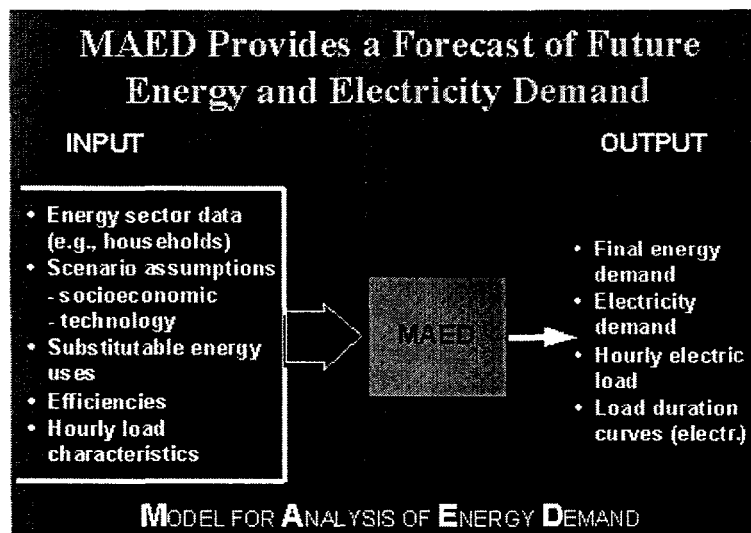 MAED Provides a Forecast of Future
Energy and Electricity Demand
INPUT
• Energy sector data
(e.g., households)
• Scenario assumptions
- socioeconomic
- technology
• Substitutable energy
uses
• Efficiencies
• Hourly load
characteristics
MAED
OUTPUT
• Final energy
demand
• Electricity
demand
• Hourly electric
load
• Load duration
curves (electr.)
MODEL FOR ANALYSIS OF ENERGY DEMAND